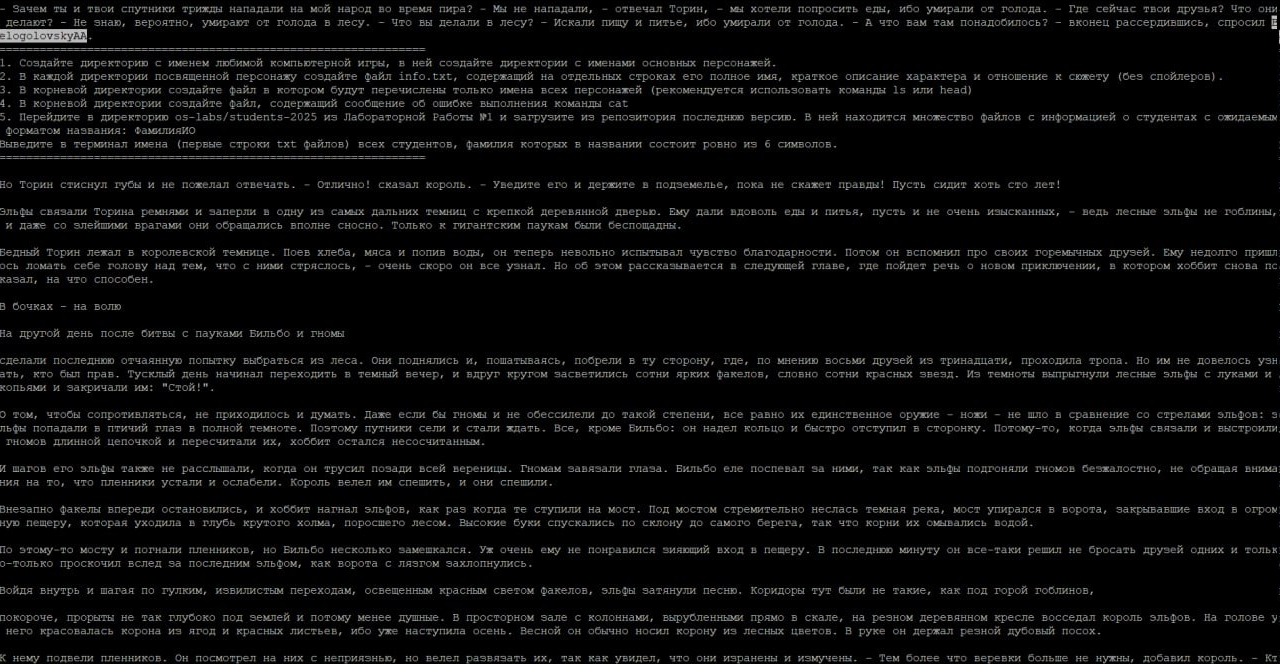 - Зачем ты и твои спутники трижды нападали на мой народ во время пира? - Мы не нападали, - отвечал Торин, - мы хотели попросить еды, ибо умирали от голода. - Где сейчас твои друзья? Что они
делают? - Не знаю, вероятно, умирают от голода в лесу. - Что вы делали в лесу? - Искали пищу и питье, ибо умирали от голода. - А что вам там понадобилось? - вконец рассердившись, спросил
elogolovskyAA.
==================================================================
1. Создайте директорию с именем любимой компьютерной игры, в ней создайте директории с именами основных персонажей.
2. В каждой директории посвященной персонажу создайте файл info.txt, содержащий на отдельных строках его полное имя, краткое описание характера и отношение к сюжету (без спойлеров).
3. В корневой директории создайте файл в котором будут перечислены только имена всех персонажей (рекомендуется использовать команды ls или head)
4. В корневой директории создайте файл, содержащий сообщение об ошибке выполнения команды cat
5. Перейдите в директорию os-labs/students-2025 из Лабораторной Работы №1 и загрузите из репозитория последнюю версию. В ней находится множество файлов с информацией о студентах с ожидаемым
форматом названия: ФамилияИО
Выведите в терминал имена (первые строки txt файлов) всех студентов, фамилия которых в названии состоит ровно из 6 символов.
==================================================================
Но Торин стиснул губы и не пожелал отвечать. - Отлично! сказал король. - Уведите его и держите в подземелье, пока не скажет правды! Пусть сидит хоть сто лет!
Эльфы связали Торина ремнями и заперли в одну из самых дальних темниц с крепкой деревянной дверью. Ему дали вдоволь еды и питья, пусть и не очень изысканных, - ведь лесные эльфы не гоблины,
и даже со злейшими врагами они обращались вполне сносно. Только к гигантским паукам были беспощадны.
Бедный Торин лежал в королевской темнице. Поев хлеба, мяса и попив воды, он теперь невольно испытывал чувство благодарности. Потом он вспомнил про своих горемычных друзей. Ему недолго пришл
ось ломать себе голову над тем, что с ними стряслось, - очень скоро он все узнал. Но об этом рассказывается в следующей главе, где пойдет речь о новом приключении, в котором хоббит снова по
казал, на что способен.
В бочках - на волю
На другой день после битвы с пауками Бильбо и гномы
сделали последнюю отчаянную попытку выбраться из леса. Они поднялись и, пошатываясь, побрели в ту сторону, где, по мнению восьми друзей из тринадцати, проходила тропа. Но им не довелось узн
ать, кто был прав. Тусклый день начинал переходить в темный вечер, и вдруг кругом засветились сотни ярких факелов, словно сотни красных звезд. Из темноты выпрыгнули лесные эльфы с луками и
копьями и закричали им: "Стой!".
О том, чтобы сопротивляться, не приходилось и думать. Даже если бы гномы и не обессилели до такой степени, все равно их единственное оружие - ножи - не шло в сравнение со стрелами эльфов: э
льфы попадали в птичий глаз в полной темноте. Поэтому путники сели и стали ждать. Все, кроме Бильбо: он надел кольцо и быстро отступил в сторонку. Потому-то, когда эльфы связали и выстроили
гномов длинной цепочкой и пересчитали их, хоббит остался несосчитанным.
И шагов его эльфы также не расслышали, когда он трусил позади всей вереницы. Гномам завязали глаза. Бильбо еле поспевал за ними, так как эльфы подгоняли гномов безжалостно, не обращая внима
ния на то, что пленники устали и ослабели. Король велел им спешить, и они спешили.
Внезапно факелы впереди остановились, и хоббит нагнал эльфов, как раз когда те ступили на мост. Под мостом стремительно неслась темная река, мост упирался в ворота, закрывавшие вход в огром
ную пещеру, которая уходила в глубь крутого холма, поросшего лесом. Высокие буки спускались по склону до самого берега, так что корни их омывались водой.
По этому-то мосту и погнали пленников, но Бильбо несколько замешкался. Уж очень ему не понравился зияющий вход в пещеру. В последнюю минуту он все-таки решил не бросать друзей одних и тольк
о-только проскочил вслед за последним эльфом, как ворота с лязгом захлопнулись.
Войдя внутрь и шагая по гулким, извилистым переходам, освещенным красным светом факелов, эльфы затянули песню. Коридоры тут были не такие, как под горой гоблинов,
покороче, прорыты не так глубоко под землей и потому менее душные. В просторном зале с колоннами, вырубленными прямо в скале, на резном деревянном кресле восседал король эльфов. На голове у
него красовалась корона из ягод и красных листьев, ибо уже наступила осень. Весной он обычно носил корону из лесных цветов. В руке он держал резной дубовый посох.
К нему подвели пленников. Он посмотрел на них с неприязнью, но велел развязать их, так как увидел, что они изранены и измучены. - Тем более что веревки больше не нужны, добавил король. - Кт